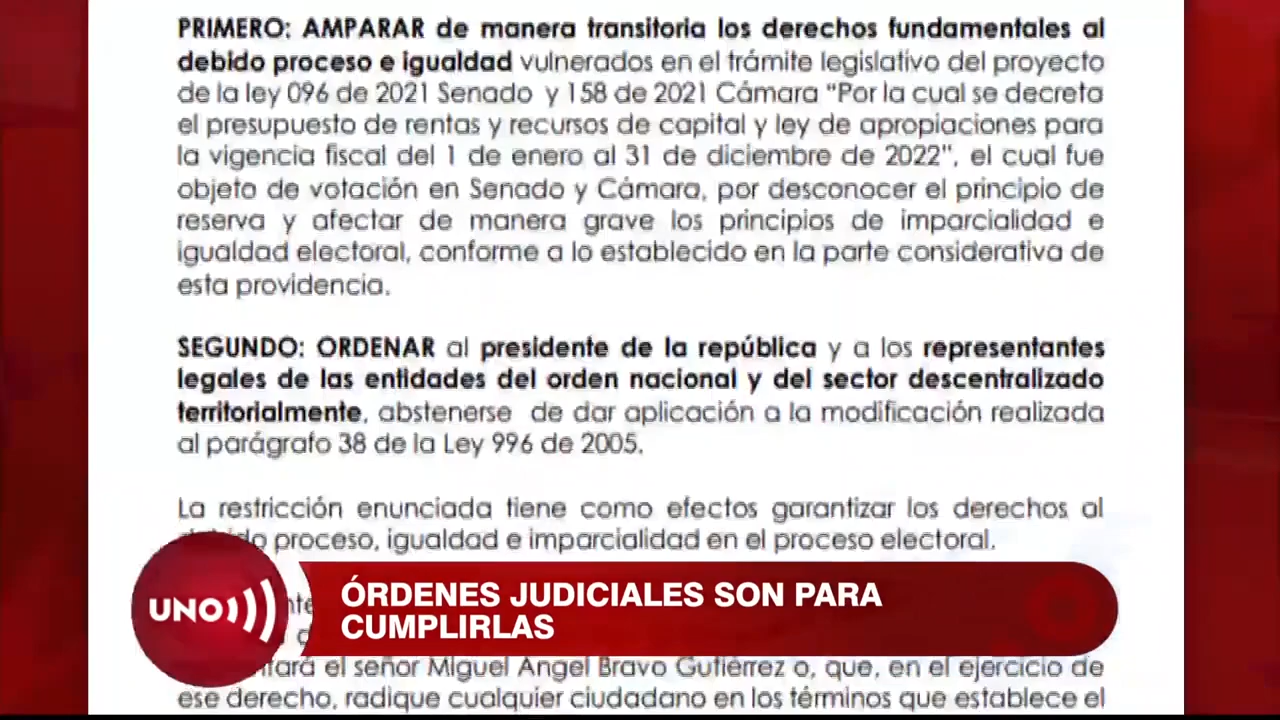 PRIMERO: AMPARAR de manera transitoria los derechos fundamentales al
debido proceso e igualdad vulnerados en el trámite legislativo del proyecto
de la ley 096 de 2021 Senado y 158 de 2021 Cámara "Por la cual se decreta
el presupuesto de rentas y recursos de capital y ley de apropiaciones para
la vigencia fiscal del 1 de enero al 31 de diciembre de 2022", el cual fue
objeto de votación en Senado y Cámara, por desconocer el principio de
reserva y afectar de manera grave los principios de imparcialidad e
igualdad electoral, conforme a lo establecido en la parte considerativa de
esta providencia.
SEGUNDO: ORDENAR al presidente de la república y a los representantes
legales de las entidades del orden nacional y del sector descentralizado
territorialmente, abstenerse de dar aplicación a la modificación realizada
al parágrafo 38 de la Ley 996 de 2005.
La restricción enunciada tiene como efectos garantizar los derechos al
proceso, igualdad e imparcialidad en el proceso electoral.
UNO
ÓRDENES JUDICIALES SON PARA
CUMPLIRLAS
el señor Miguel Ángel Bravo Gutiérrez o, que, en el ejercicio de
ese derecho, radique cualquier ciudadano en los términos que establece el